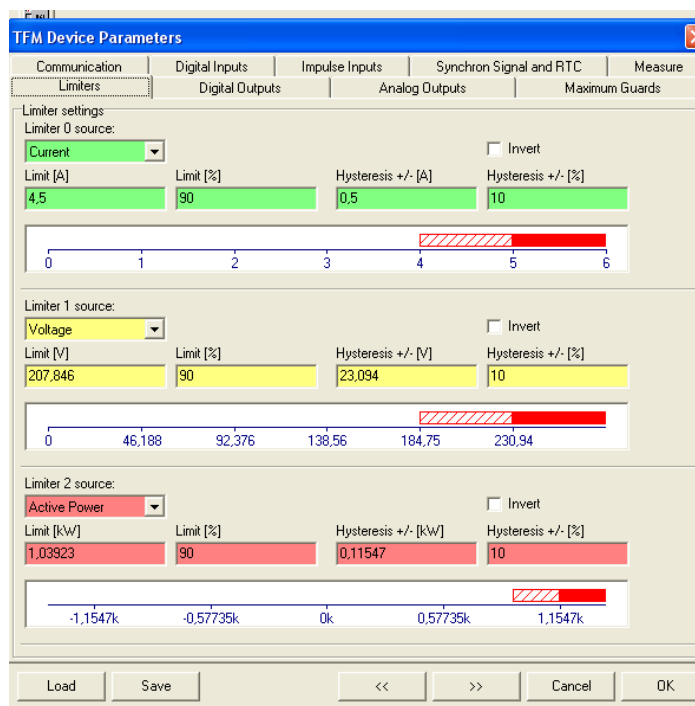 TFM Device Parameters
Communication Digital Inputs Impulse Inputs Synchron Signal and RTC Measure
Limiters Digital Outputs Analog Outputs Maximum Guards
Limiter settings
Limiter 0 source:
Current Invert
Limit [A] Limit [%] Hysteresis +/- [A] Hysteresis +/- [%]
4,5 90 0,5 10
0 1 2 3 4 5 6
Limiter 1 source:
Voltage Invert
Limit [V] Limit [%] Hysteresis +/- [V] Hysteresis +/- [%]
207,846 90 23,094 10
0 46,188 92,376 138,56 184,75 230,94
Limiter 2 source:
Active Power Invert
Limit [kW] Limit [%] Hysteresis +/- [kW] Hysteresis +/- [%]
1,03923 90 0,11547 10
-1,1547k -0,57735k 0k 0,57735k 1,1547k
Load Save << >> Cancel OK